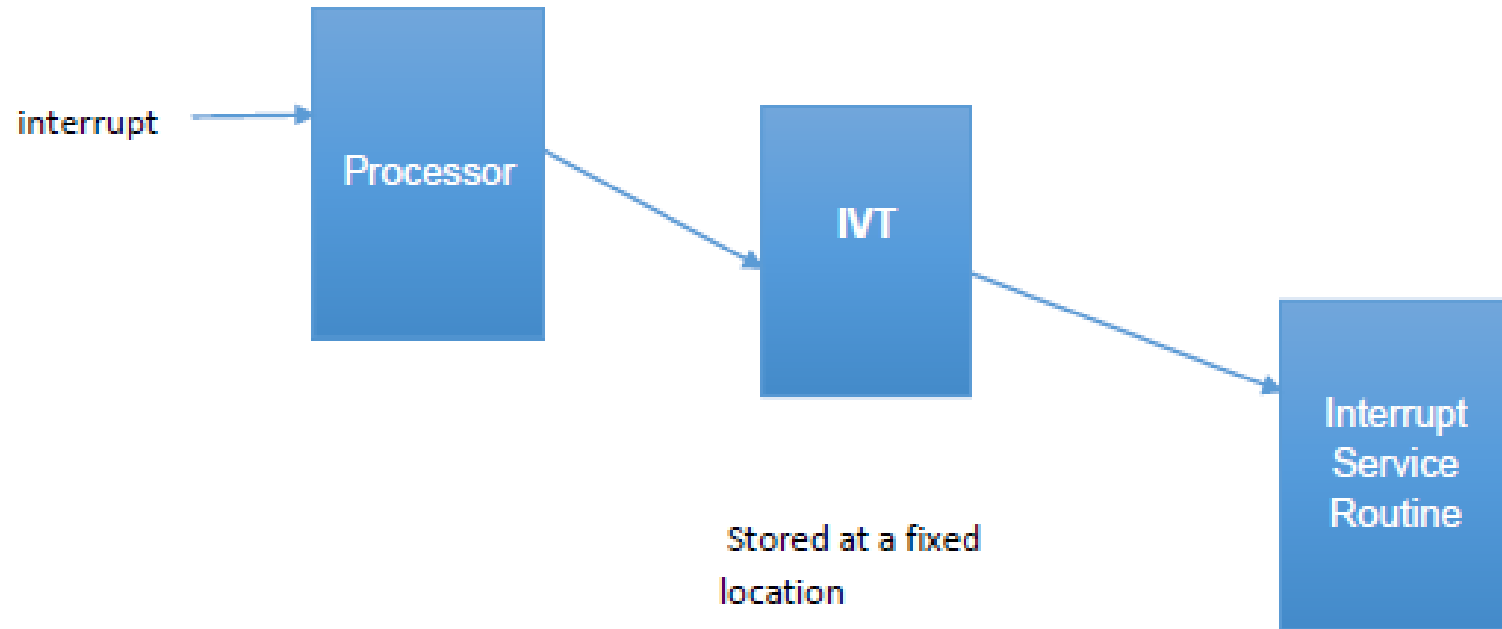 interrupt
Processor
IVT
Interrupt
Service
Routine
Stored at a fixed
location